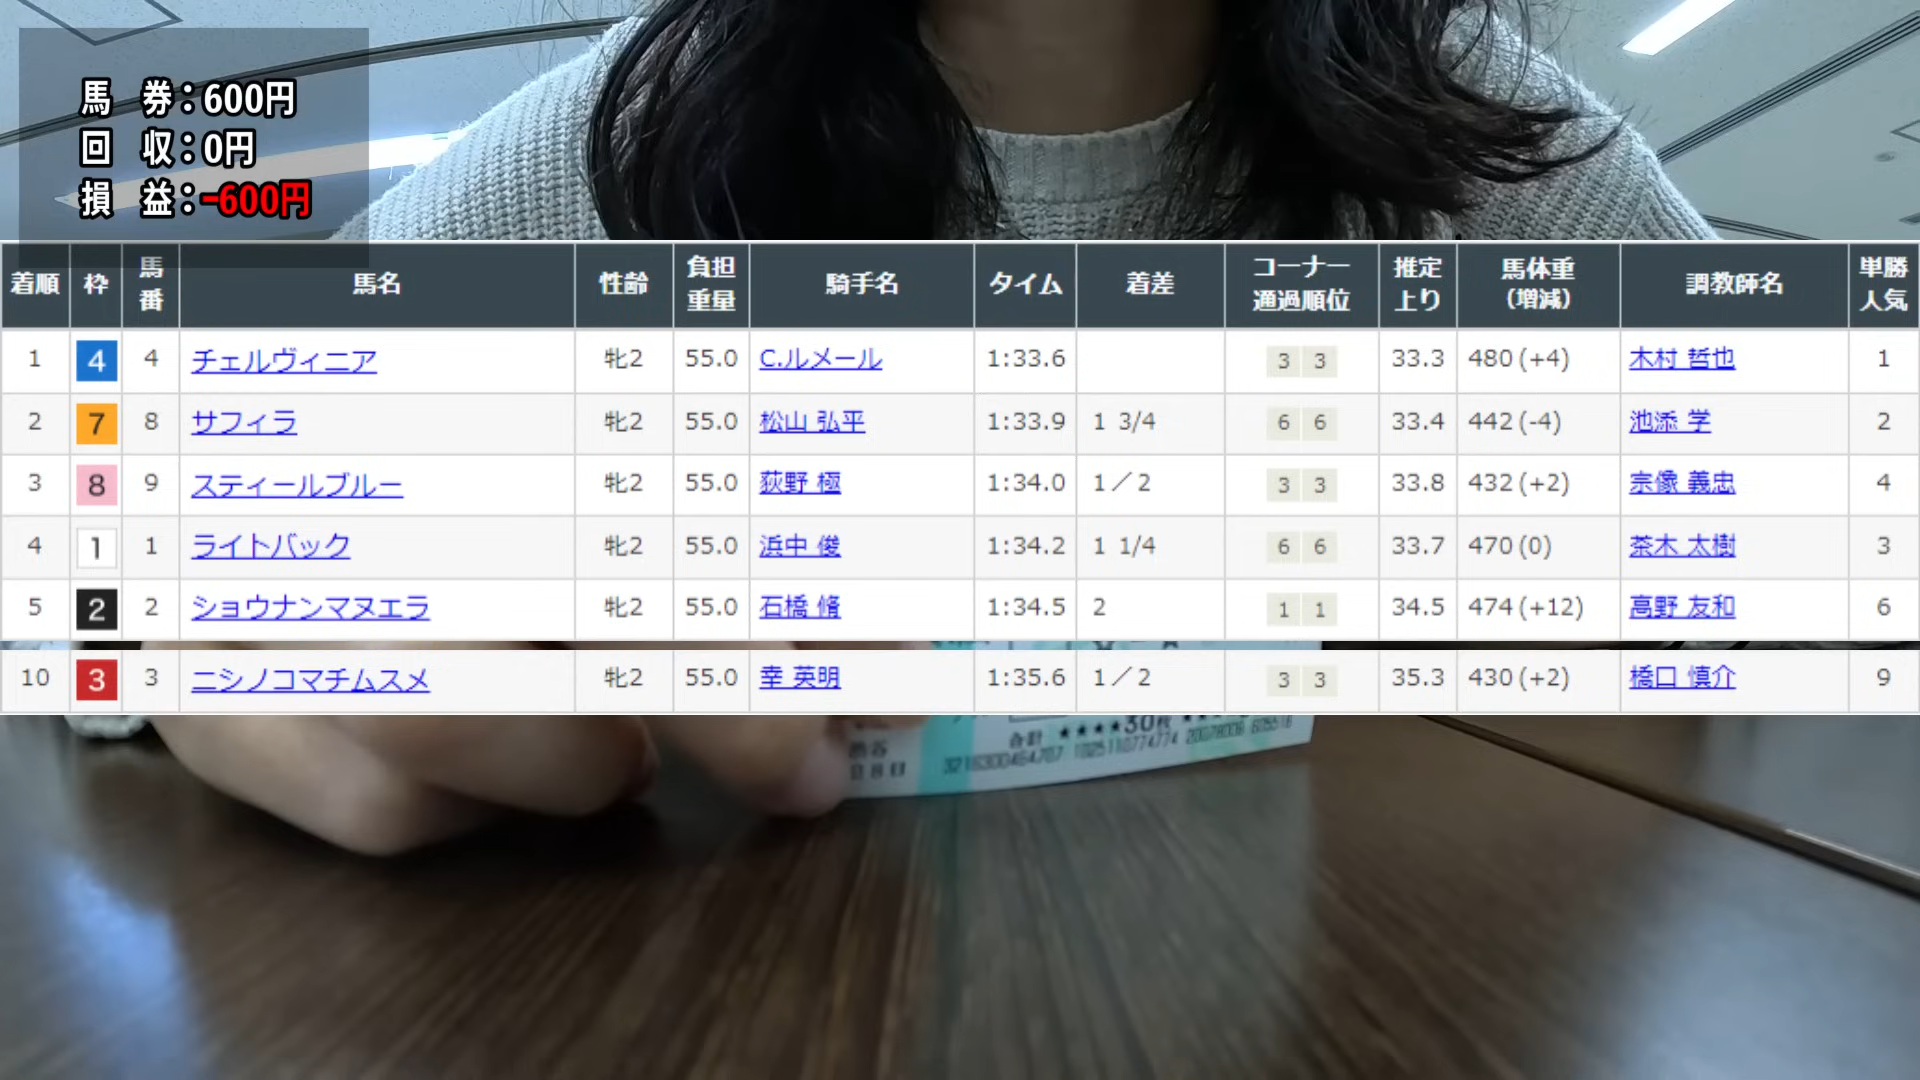 馬 券：600円
回 収：0円
損 益：-600円
着順 枠 馬番 馬名 性齢 負担重量 騎手名 タイム 着差 コーナー通過順位 推定上り 馬体重(増減) 調教師名 単勝人気
1 4 4 チェルヴィニア 牝2 55.0 C.ルメール 1:33.6 3 3 33.3 480(+4) 木村 哲也 1
2 7 8 サフィラ 牝2 55.0 松山 弘平 1:33.9 1 3/4 6 6 33.4 442(-4) 池添 学 2
3 8 9 スティールブルー 牝2 55.0 荻野 極 1:34.0 1／2 3 3 33.8 432(+2) 宗像 義忠 4
4 1 1 ライトバック 牝2 55.0 浜中 俊 1:34.2 1 1/4 6 6 33.7 470(0) 茶木 太樹 3
5 2 2 ショウナンマヌエラ 牝2 55.0 石橋 脩 1:34.5 2 1 1 34.5 474(+12) 高野 友和 6
10 3 3 ニシノコマチムスメ 牝2 55.0 幸 英明 1:35.6 1／2 3 3 35.3 430(+2) 橋口 慎介 9
渋谷 合計 ★★★★30枚